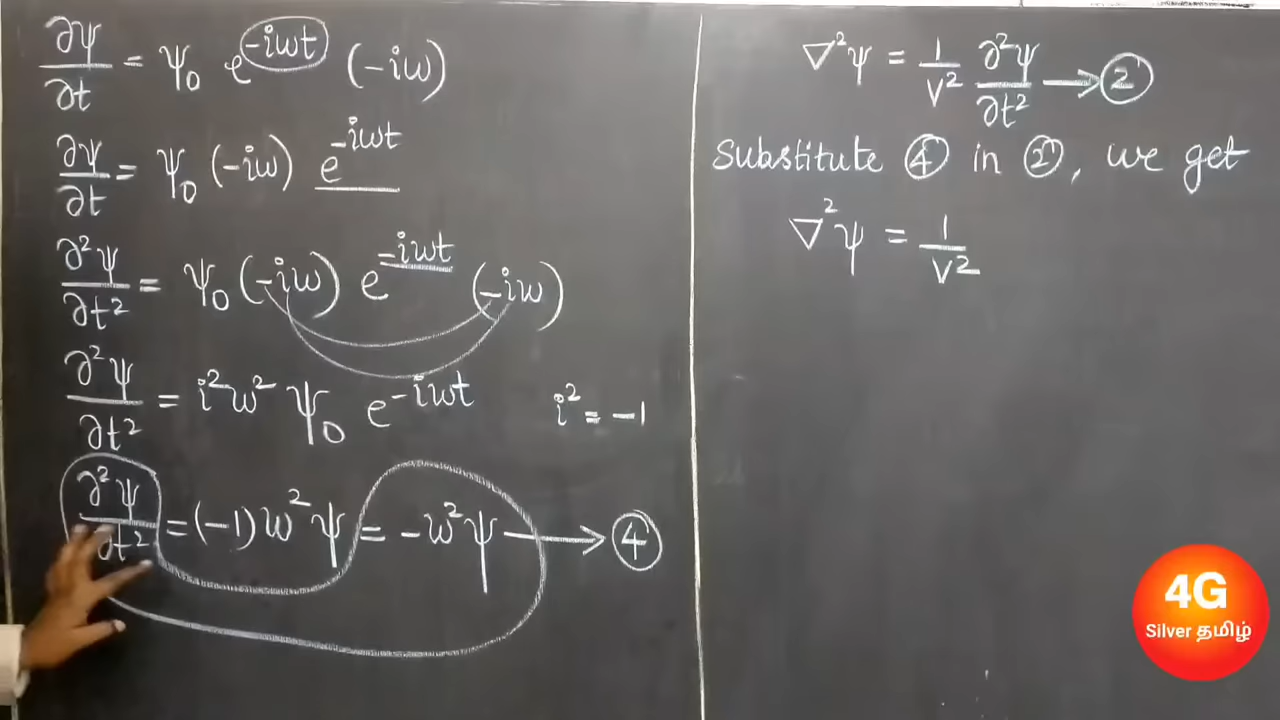 ∂ψ/∂t = ψ₀ e^(-iωt) (-iω)
∂ψ/∂t = ψ₀ (-iω) e^(-iωt)
∂²ψ/∂t² = ψ₀ (-iω) e^(-iωt) (-iω)
∂²ψ/∂t² = i²ω² ψ₀ e^(-iωt) i² = -1
∂²ψ/∂t² = (-1)ω²ψ = -ω²ψ → ④
∇²ψ = 1/V² ∂²ψ/∂t² → ②
Substitute ④ in ②, we get
∇²ψ = 1/V²
4G
Silver தமிழ்